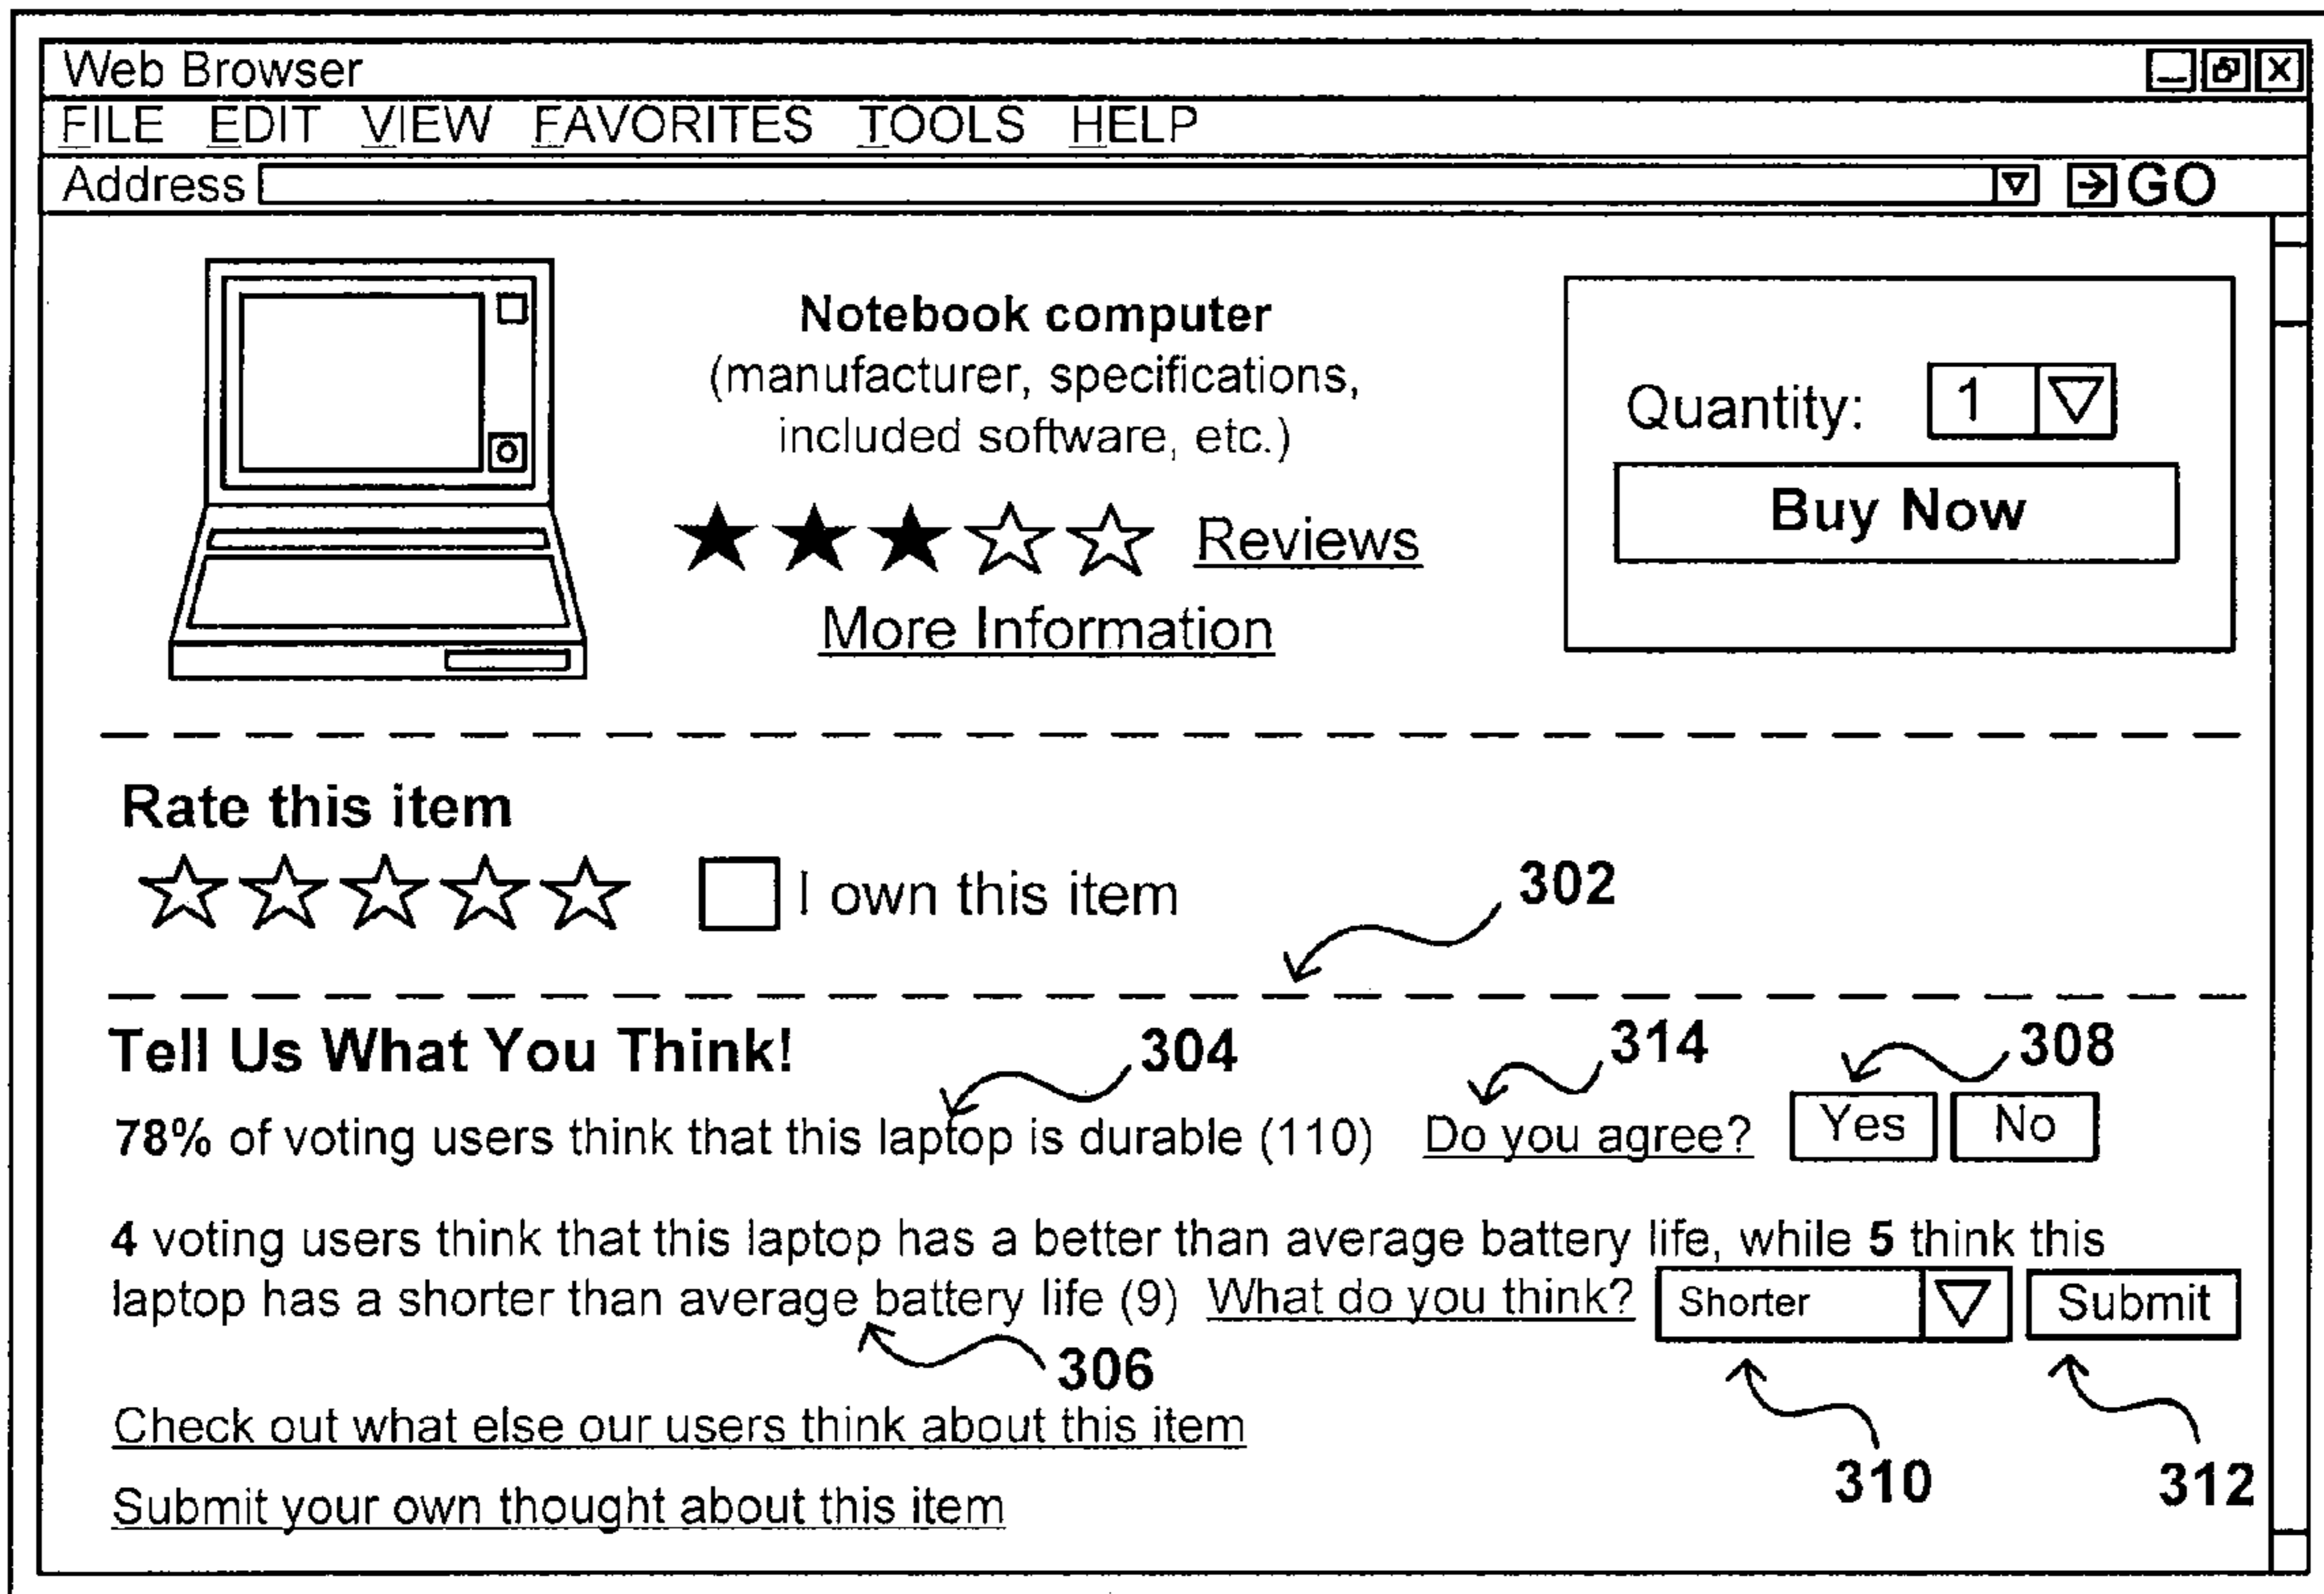 Web Browser
FILE EDIT VIEW FAVORITES TOOLS HELP
Address GO
Notebook computer
(manufacturer, specifications,
included software, etc.)
Reviews
More Information
Quantity: 1
Buy Now
Rate this item
I own this item
302
Tell Us What You Think!
304
314
308
78% of voting users think that this laptop is durable (110) Do you agree? Yes No
4 voting users think that this laptop has a better than average battery life, while 5 think this
laptop has a shorter than average battery life (9) What do you think? Shorter Submit
306
Check out what else our users think about this item
310
312
Submit your own thought about this item